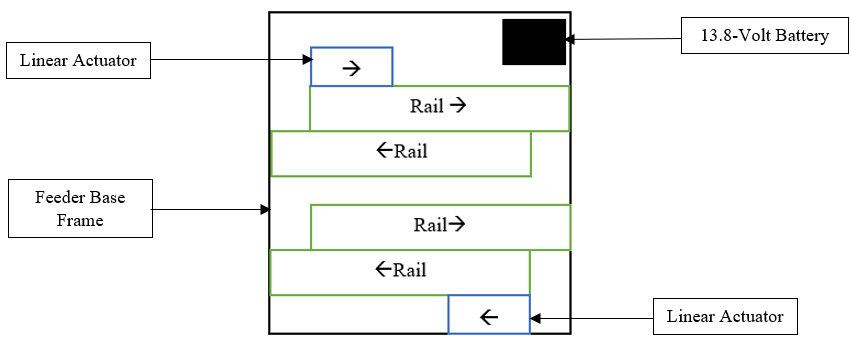 13.8-Volt Battery
Linear Actuator
→
Rail →
←Rail
Feeder Base
Frame
Rail→
←Rail
←
Linear Actuator